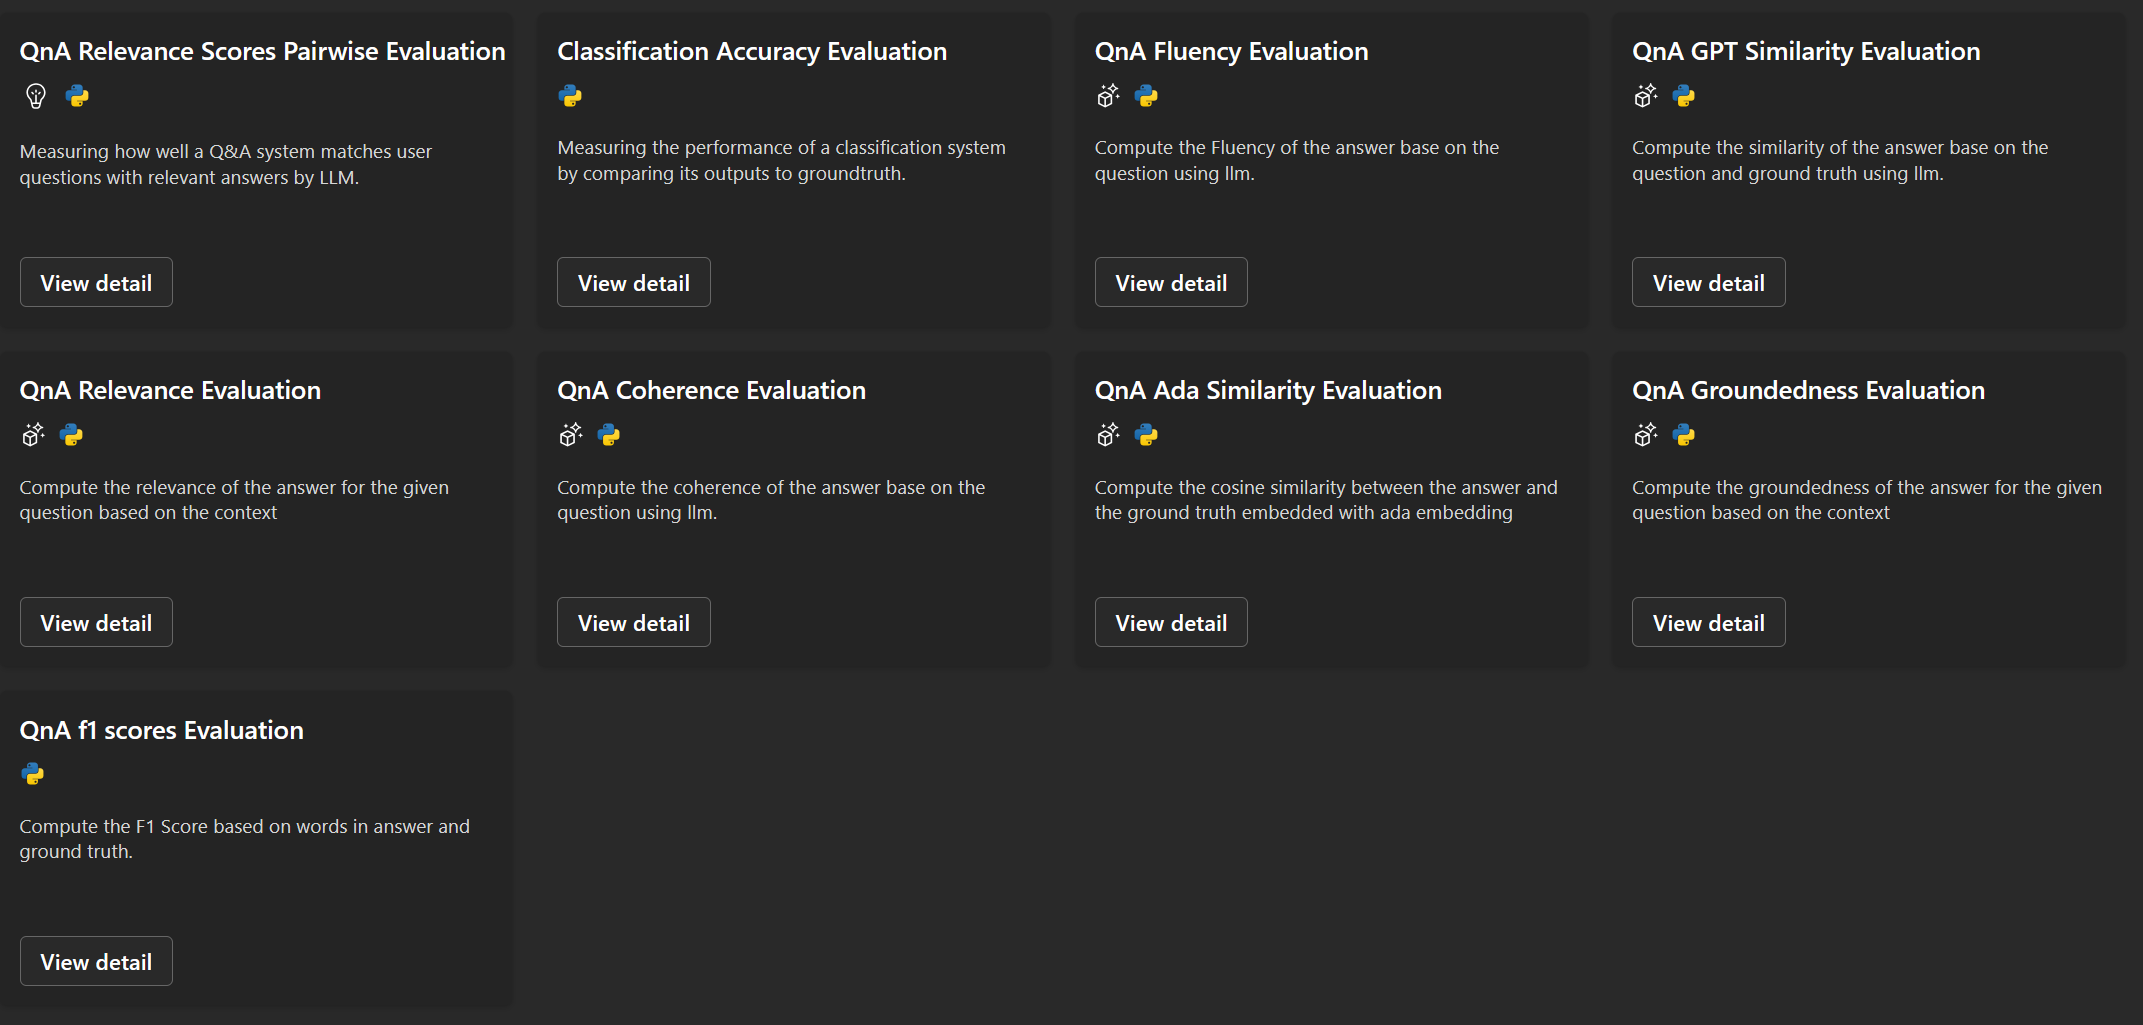 QnA Relevance Scores Pairwise Evaluation
Measuring how well a Q&A system matches user
questions with relevant answers by LLM.
View detail
Classification Accuracy Evaluation
Measuring the performance of a classification system
by comparing its outputs to groundtruth.
View detail
QnA Fluency Evaluation
Compute the Fluency of the answer base on the
question using llm.
View detail
QnA GPT Similarity Evaluation
Compute the similarity of the answer base on the
question and ground truth using llm.
View detail
QnA Relevance Evaluation
Compute the relevance of the answer for the given
question based on the context
View detail
QnA Coherence Evaluation
Compute the coherence of the answer base on the
question using llm.
View detail
QnA Ada Similarity Evaluation
Compute the cosine similarity between the answer and
the ground truth embedded with ada embedding
View detail
QnA Groundedness Evaluation
Compute the groundedness of the answer for the given
question based on the context
View detail
QnA f1 scores Evaluation
Compute the F1 Score based on words in answer and
ground truth.
View detail